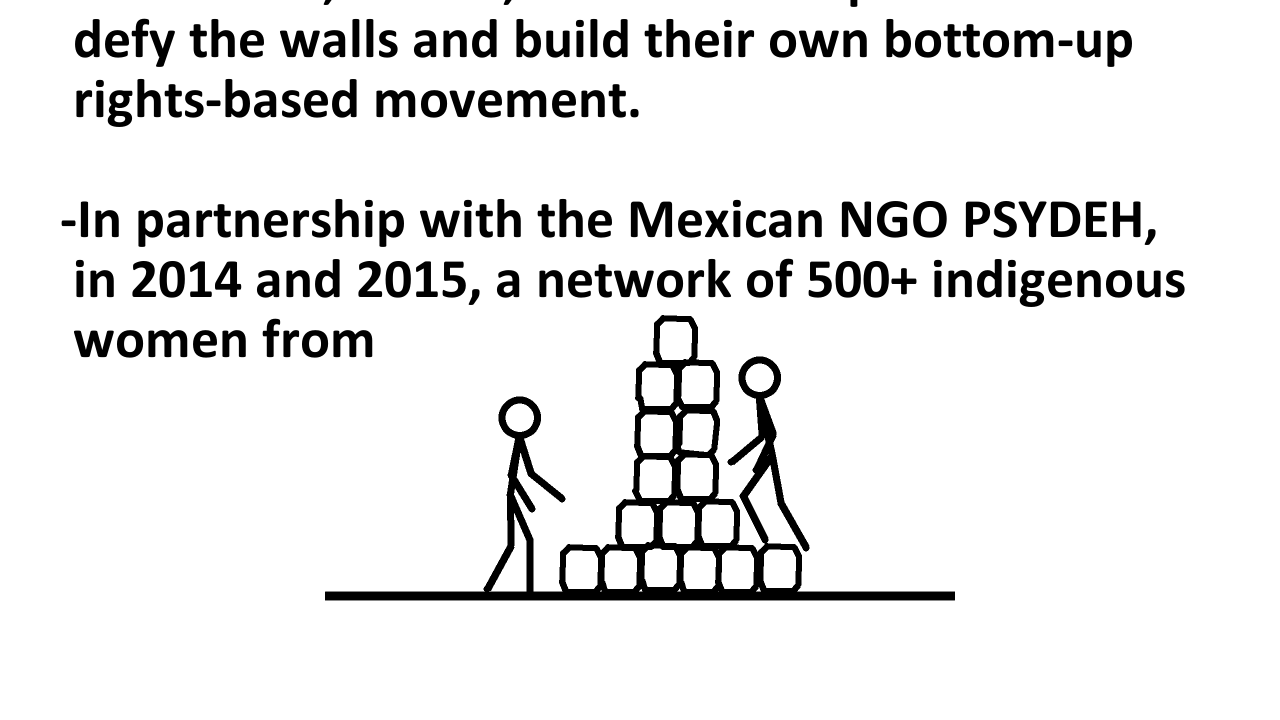 defy the walls and build their own bottom-up
rights-based movement.
-In partnership with the Mexican NGO PSYDEH,
in 2014 and 2015, a network of 500+ indigenous
women from